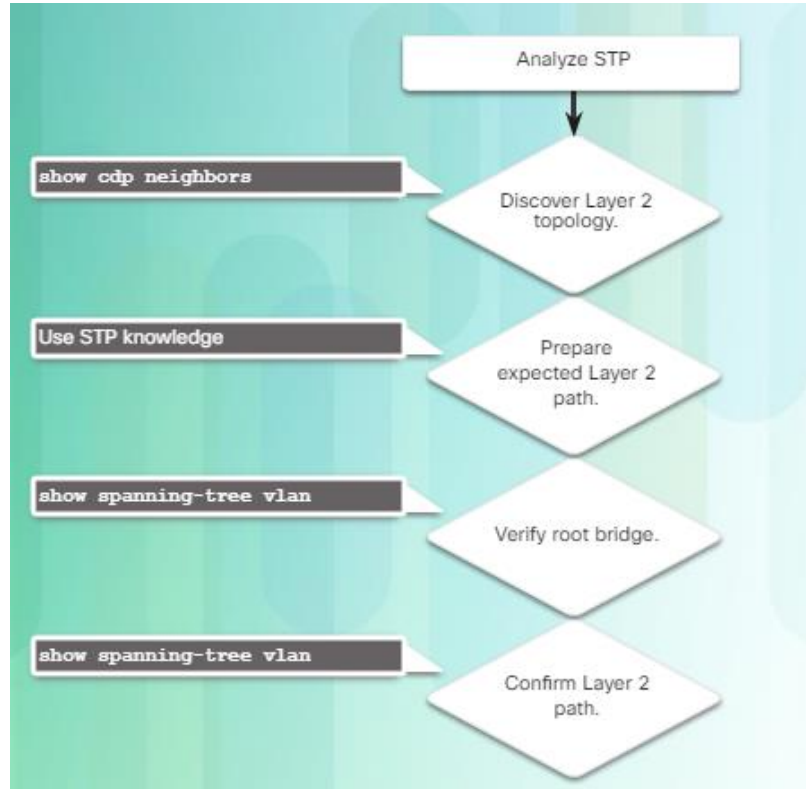 Analyze STP
show cdp neighbors
Discover Layer 2
topology.
Use STP knowledge
Prepare
expected Layer 2
path.
show spanning-tree vlan
Verify root bridge.
show spanning-tree vlan
Confirm Layer 2
path.